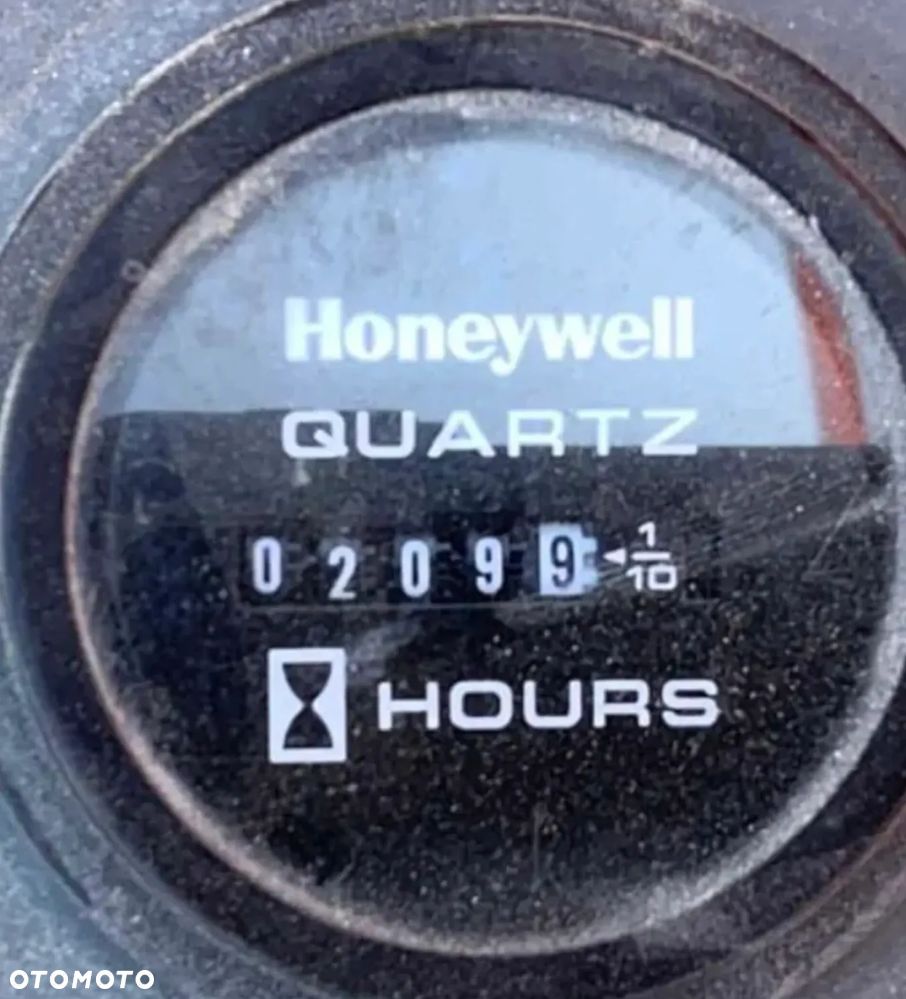 Honeywell
QUARTZ
0 2 0 9 9 ◄ 1/10
HOURS
OTOMOTO